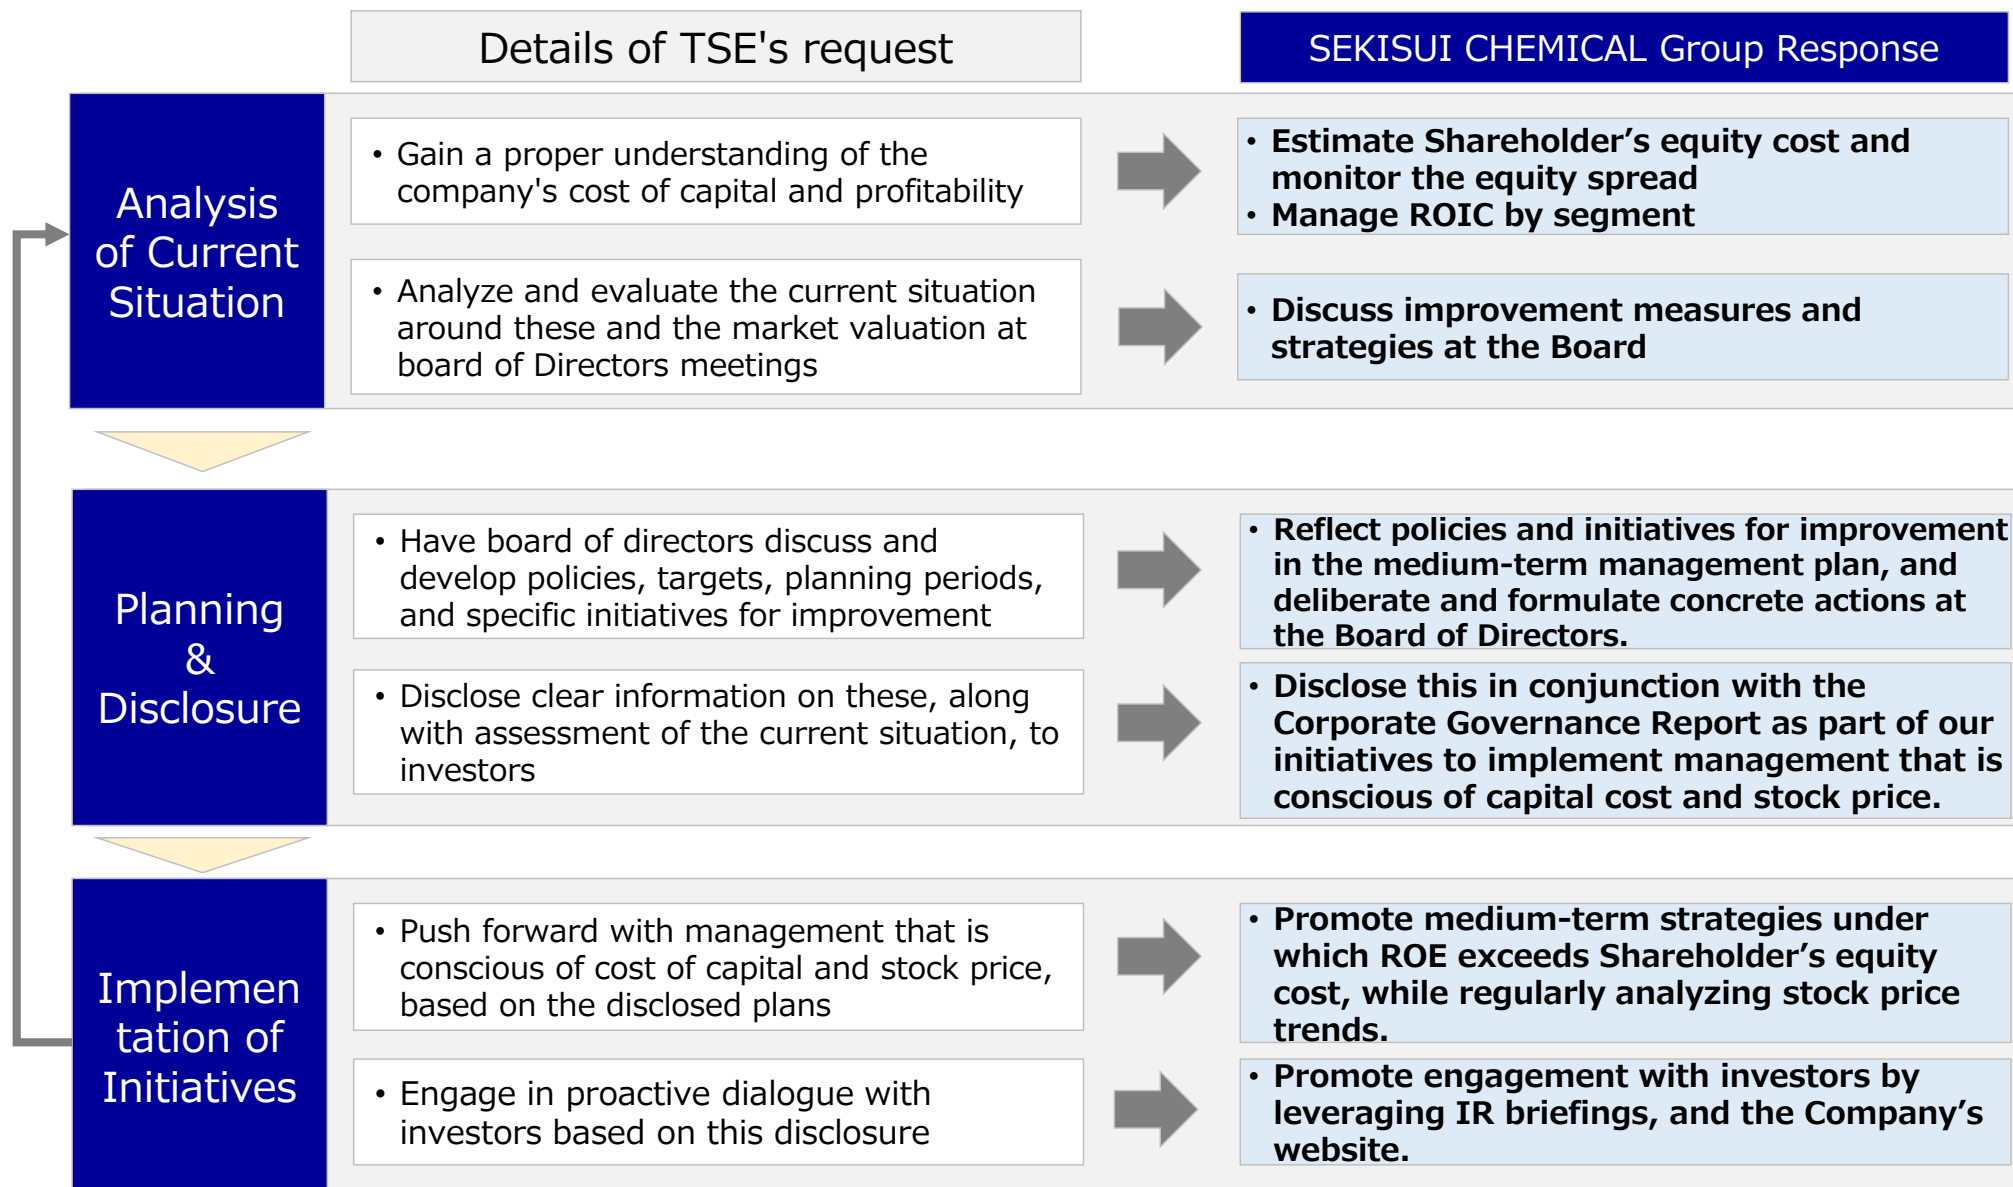 Details of TSE's request
SEKISUI CHEMICAL Group Response
Analysis
of Current
Situation
• Gain a proper understanding of the
company's cost of capital and profitability
• Estimate Shareholder’s equity cost and
monitor the equity spread
• Manage ROIC by segment
• Analyze and evaluate the current situation
around these and the market valuation at
board of Directors meetings
• Discuss improvement measures and
strategies at the Board
Planning
&
Disclosure
• Have board of directors discuss and
develop policies, targets, planning periods,
and specific initiatives for improvement
• Reflect policies and initiatives for improvement
in the medium-term management plan, and
deliberate and formulate concrete actions at
the Board of Directors.
• Disclose clear information on these, along
with assessment of the current situation, to
investors
• Disclose this in conjunction with the
Corporate Governance Report as part of our
initiatives to implement management that is
conscious of capital cost and stock price.
Implemen
tation of
Initiatives
• Push forward with management that is
conscious of cost of capital and stock price,
based on the disclosed plans
• Promote medium-term strategies under
which ROE exceeds Shareholder’s equity
cost, while regularly analyzing stock price
trends.
• Engage in proactive dialogue with
investors based on this disclosure
• Promote engagement with investors by
leveraging IR briefings, and the Company’s
website.